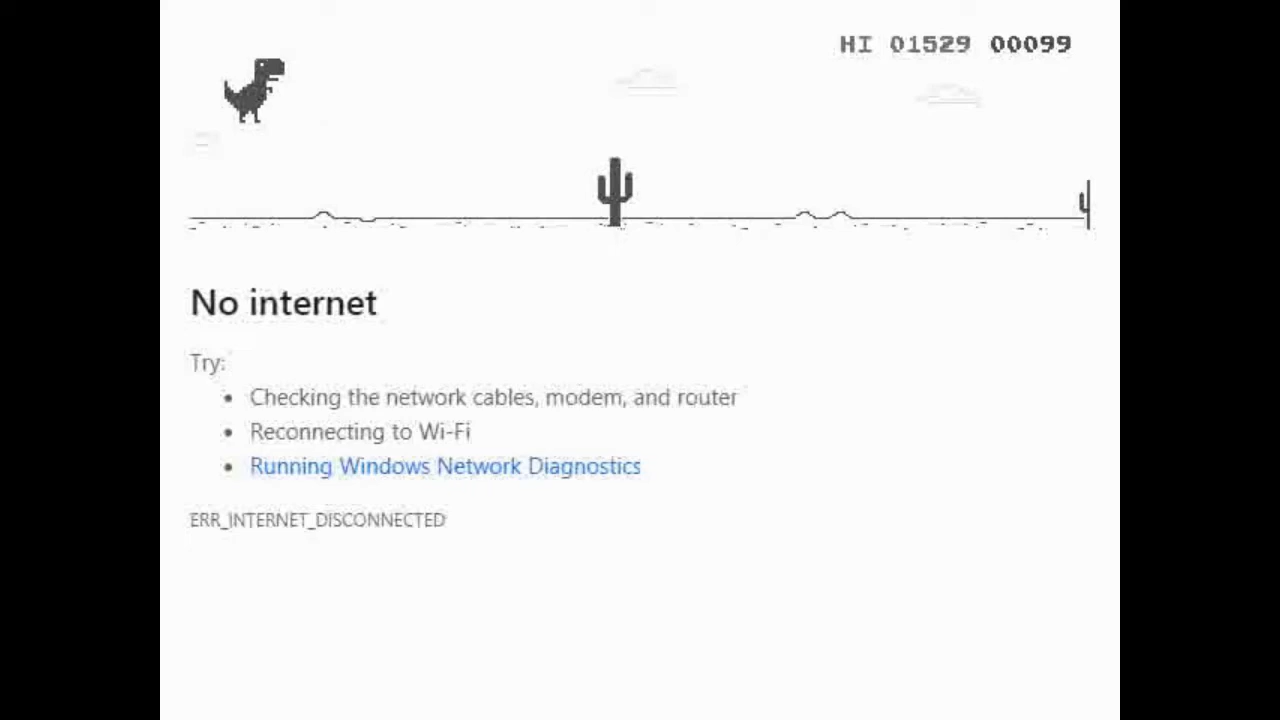 HI 01529 00099
No internet
Try:
Checking the network cables, modem, and router
Reconnecting to Wi-Fi
Running Windows Network Diagnostics
ERR_INTERNET_DISCONNECTED